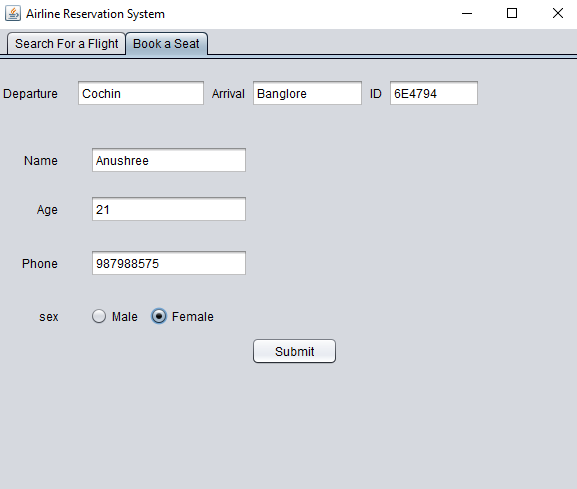 Airline Reservation System
Search For a Flight Book a Seat
Departure Cochin Arrival Banglore ID 6E4794
Name Anushree
Age 21
Phone 987988575
sex Male Female
Submit